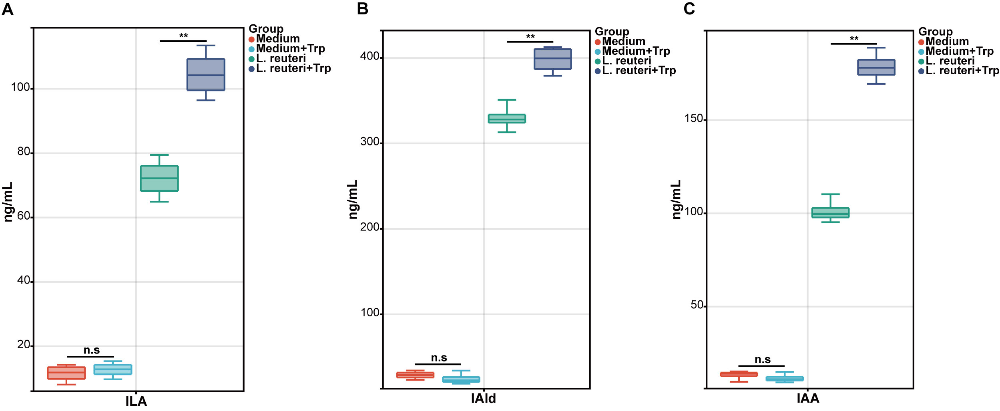 A
ng/mL
100
80
60
40
20
**
n.s
ILA
Group
Medium
Medium+Trp
L. reuteri
L. reuteri+Trp
B
ng/mL
400
300
200
100
**
n.s
IAld
Group
Medium
Medium+Trp
L. reuteri
L. reuteri+Trp
C
ng/mL
150
100
50
**
n.s
IAA
Group
Medium
Medium+Trp
L. reuteri
L. reuteri+Trp